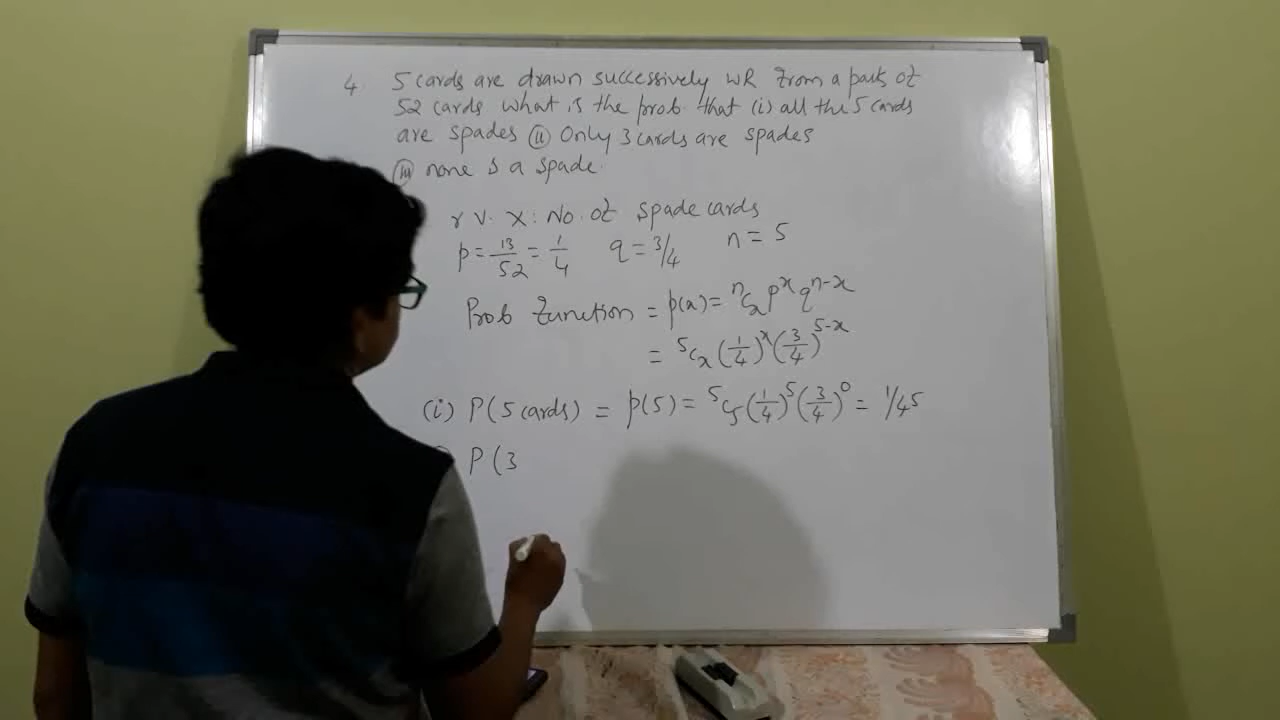 4. 5 cards are drawn successively WR from a pack of
52 cards what is the prob that (i) all the 5 cards
are spades (ii) Only 3 cards are spades
(iii) none is a spade.
r v. X: No. of spade cards
p = 13/52 = 1/4 q = 3/4 n = 5
Prob function = p(x) = ⁿCₓ pˣ qⁿ⁻ˣ
= ⁵Cₓ (1/4)ˣ (3/4)⁵⁻ˣ
(i) P(5 cards) = p(5) = ⁵C₅ (1/4)⁵ (3/4)⁰ = 1/4⁵
P(3